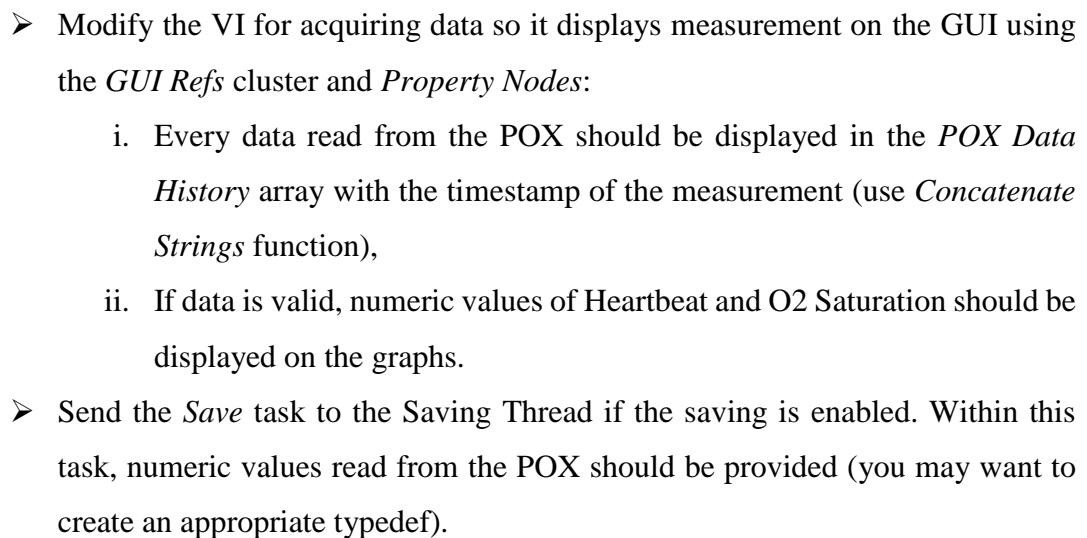 ➢ Modify the VI for acquiring data so it displays measurement on the GUI using
the GUI Refs cluster and Property Nodes:
i. Every data read from the POX should be displayed in the POX Data
History array with the timestamp of the measurement (use Concatenate
Strings function),
ii. If data is valid, numeric values of Heartbeat and O2 Saturation should be
displayed on the graphs.
➢ Send the Save task to the Saving Thread if the saving is enabled. Within this
task, numeric values read from the POX should be provided (you may want to
create an appropriate typedef).